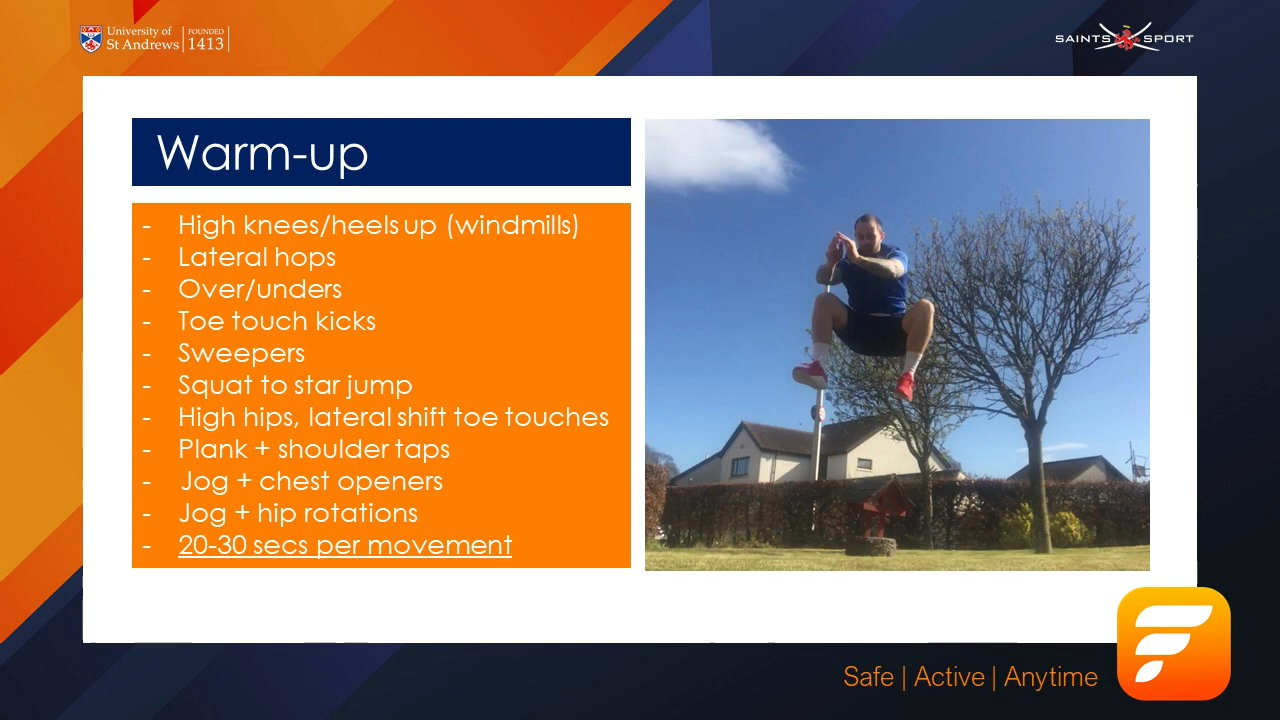 University of
St Andrews
FOUNDED
1413
SAINTS SPORT
Warm-up
- High knees/heels up (windmills)
- Lateral hops
- Over/unders
- Toe touch kicks
- Sweepers
- Squat to star jump
- High hips, lateral shift toe touches
- Plank + shoulder taps
- Jog + chest openers
- Jog + hip rotations
- 20-30 secs per movement
Safe | Active | Anytime